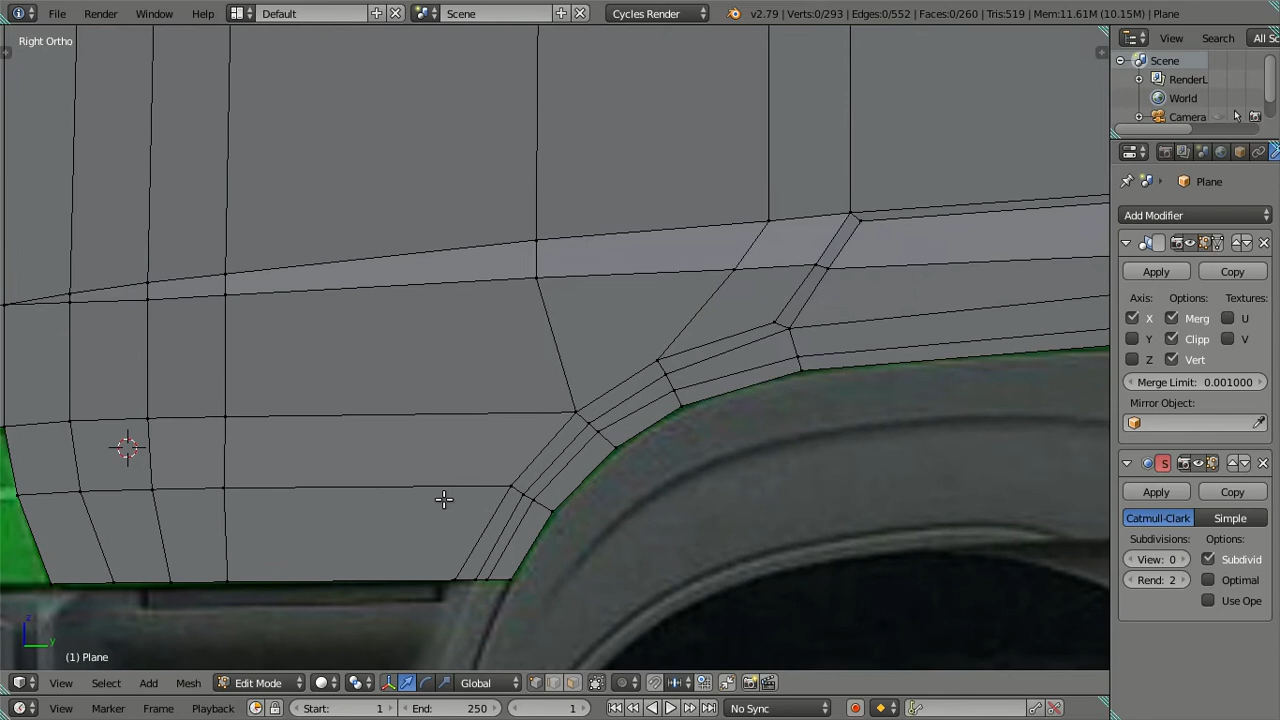 File Render Window Help Default Scene Cycles Render v2.79 | Verts:0/293 | Edges:0/552 | Faces:0/260 | Tris:519 | Mem:11.61M (10.15M) | Plane
Right Ortho
View Search All Sc
Scene
RenderL
World
Camera
Plane
Add Modifier
Apply Copy
Axis: Options: Textures:
X Merg U
Y Clipp V
Z Vert
Merge Limit: 0.001000
Mirror Object:
S
Apply Copy
Catmull-Clark Simple
Subdivisions: Options:
View: 0 Subdivid
Rend: 2 Optimal
Use Ope
z
y
(1) Plane
View Select Add Mesh Edit Mode Global
View Marker Frame Playback Start: 1 End: 250 1 No Sync